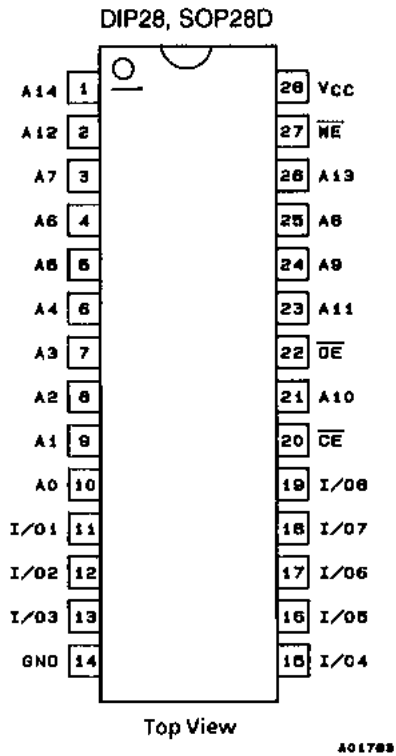 DIP28, SOP28D
A14 1 28 VCC
A12 2 27 W̅E̅
A7 3 26 A13
A6 4 25 A8
A5 5 24 A9
A4 6 23 A11
A3 7 22 O̅E̅
A2 8 21 A10
A1 9 20 C̅E̅
A0 10 19 I/O8
I/O1 11 18 I/O7
I/O2 12 17 I/O6
I/O3 13 16 I/O5
GND 14 15 I/O4
Top View
A01783